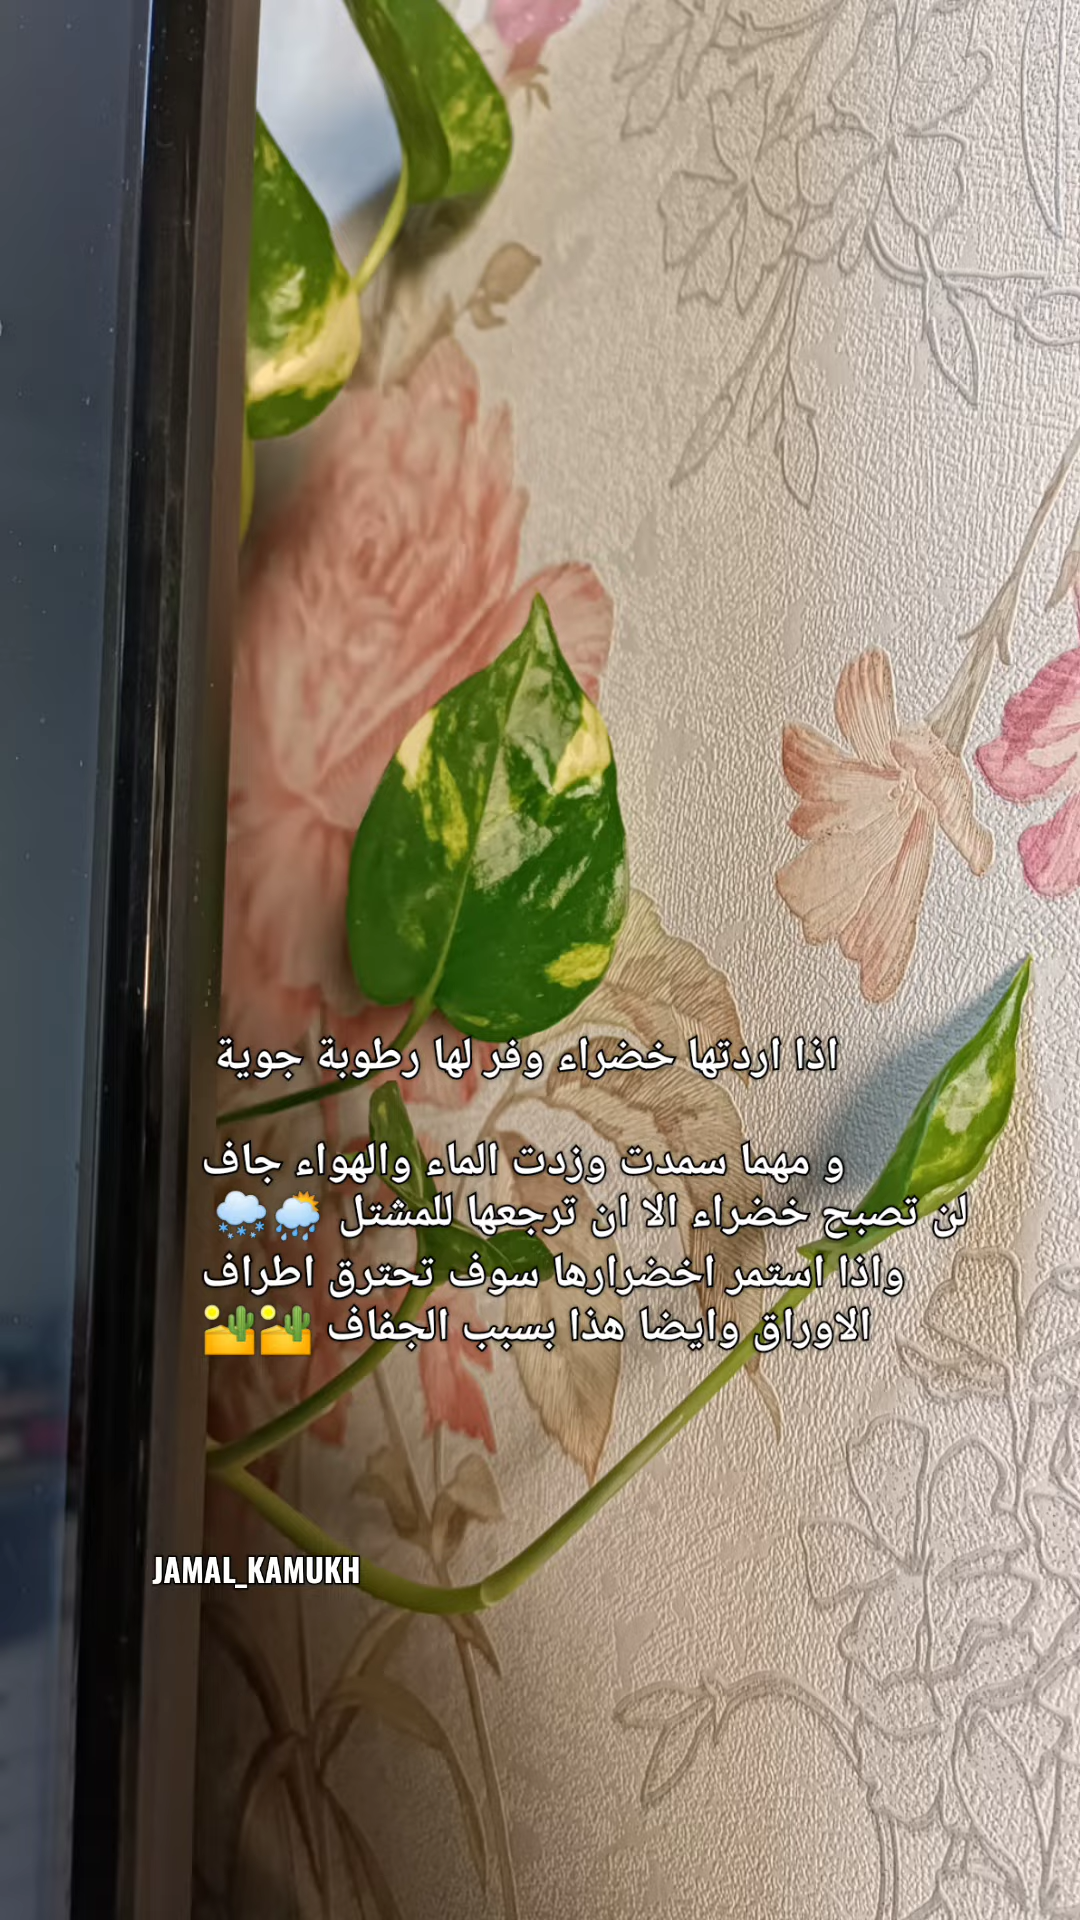 اذا اردتها خضراء وفر لها رطوبة جوية
و مهما سمدت وزدت الماء والهواء جاف
لن تصبح خضراء الا ان ترجعها للمشتل 🌦️🌨️
واذا استمر اخضرارها سوف تحترق اطراف
الاوراق وايضا هذا بسبب الجفاف 🏜️🏜️
JAMAL_KAMUKH